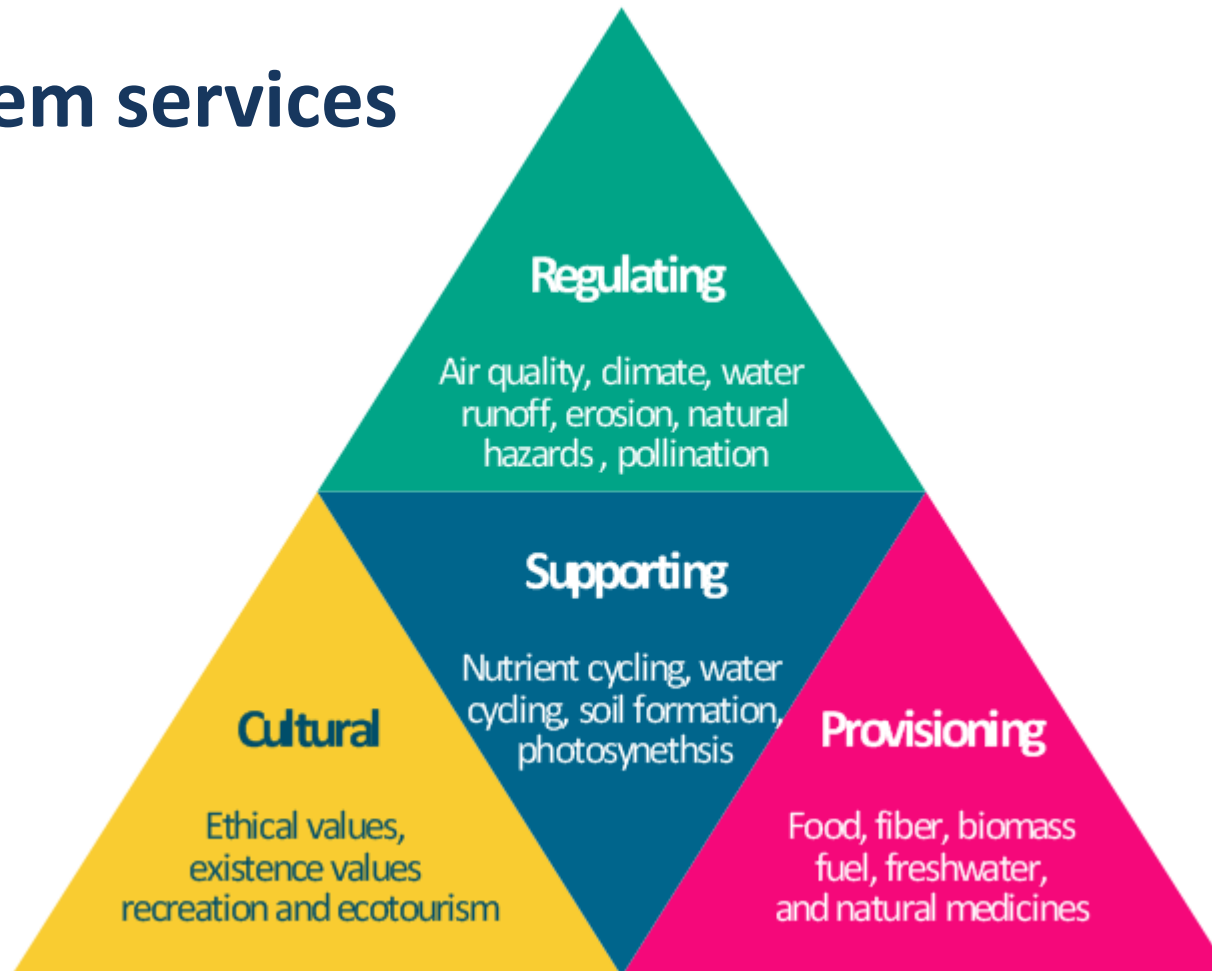 em services
Regulating
Air quality, climate, water
runoff, erosion, natural
hazards , pollination
Supporting
Nutrient cycling, water
cycling, soil formation,
photosynethsis
Cultural
Ethical values,
existence values
recreation and ecotourism
Provisioning
Food, fiber, biomass
fuel, freshwater,
and natural medicines